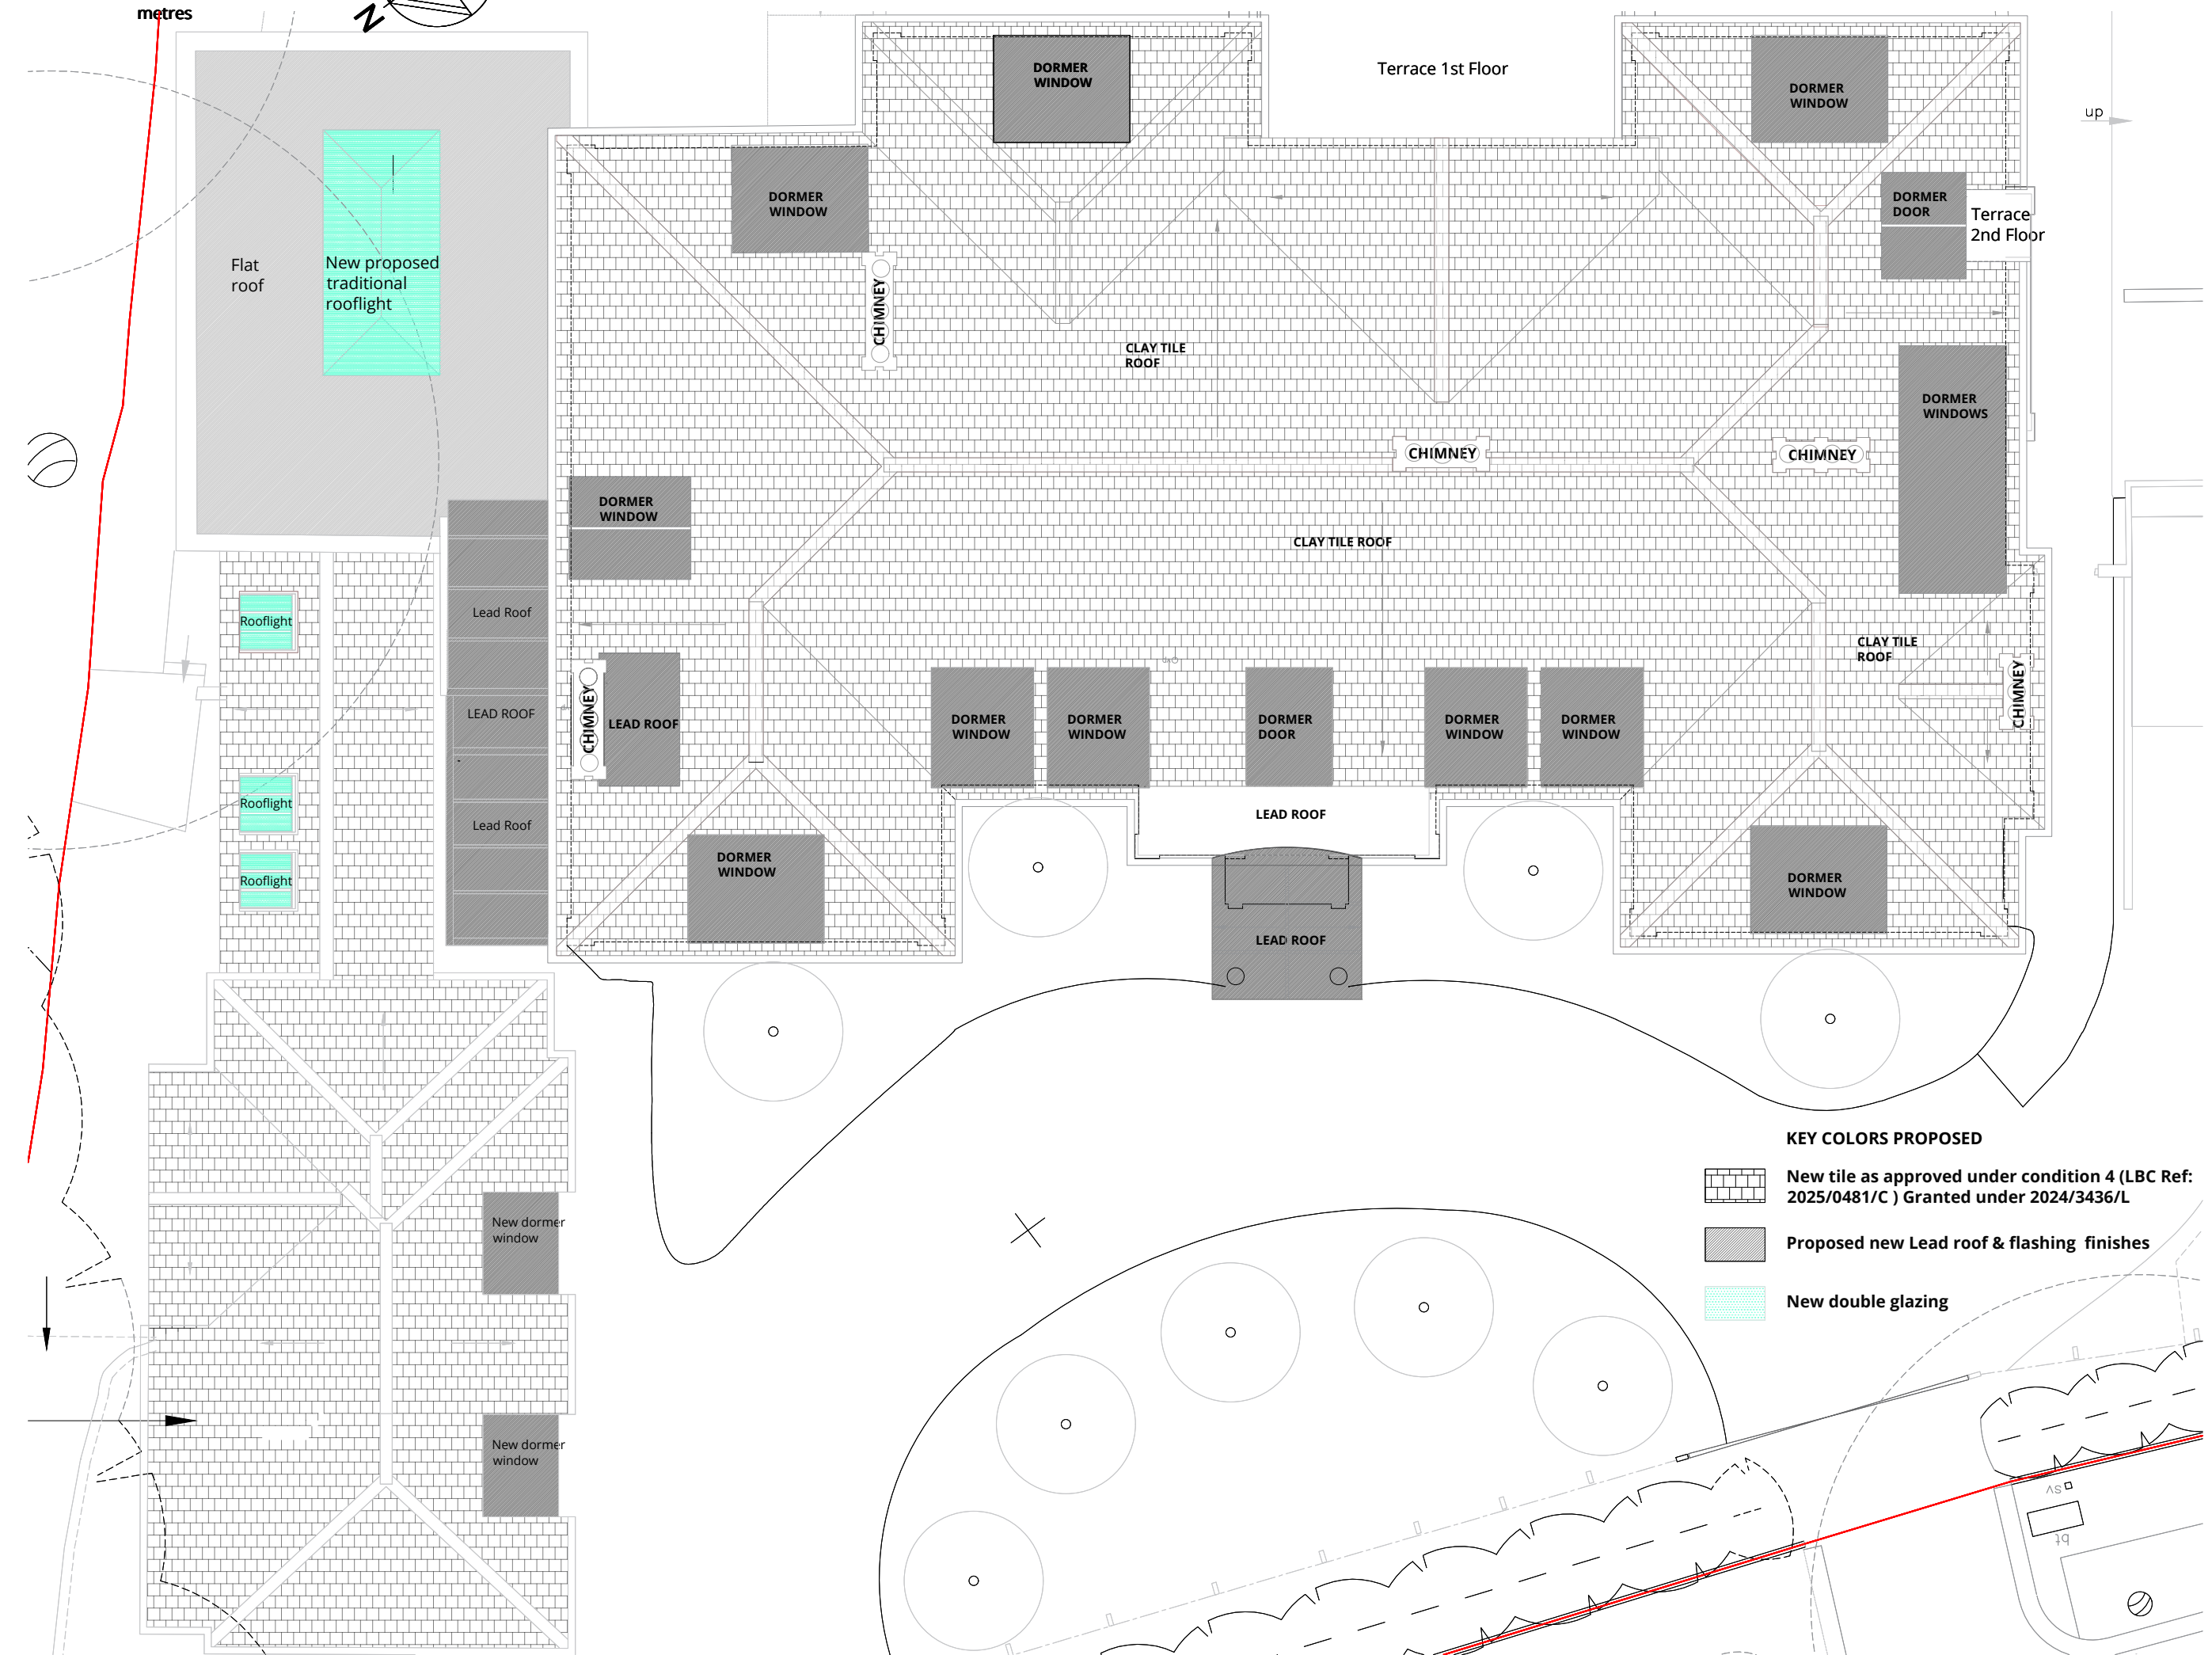 metres
N
DORMER
WINDOW
Terrace 1st Floor
DORMER
WINDOW
up
DORMER
WINDOW
DORMER
DOOR
Terrace
2nd Floor
Flat
roof
New proposed
traditional
rooflight
CHIMNEY
CLAY TILE
ROOF
DORMER
WINDOWS
CHIMNEY
CHIMNEY
DORMER
WINDOW
CLAY TILE ROOF
Rooflight
Lead Roof
CLAY TILE
ROOF
LEAD ROOF
CHIMNEY
LEAD ROOF
DORMER
WINDOW
DORMER
WINDOW
DORMER
DOOR
DORMER
WINDOW
DORMER
WINDOW
CHIMNEY
Rooflight
Lead Roof
LEAD ROOF
Rooflight
DORMER
WINDOW
DORMER
WINDOW
LEAD ROOF
KEY COLORS PROPOSED
New tile as approved under condition 4 (LBC Ref:
2025/0481/C ) Granted under 2024/3436/L
New dormer
window
Proposed new Lead roof & flashing finishes
New double glazing
New dormer
window
sv
bt